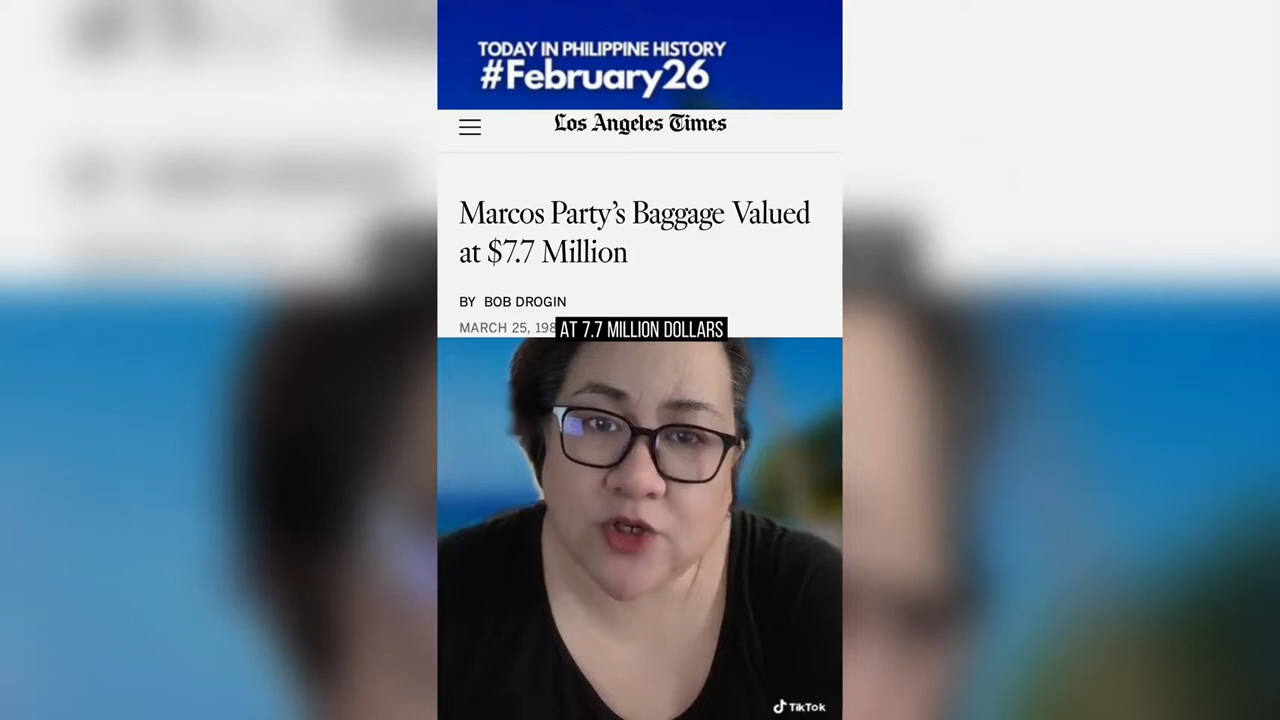 TODAY IN PHILIPPINE HISTORY
#February26
Los Angeles Times
Marcos Party's Baggage Valued
at $7.7 Million
BY BOB DROGIN
MARCH 25, 198
AT 7.7 MILLION DOLLARS
TikTok